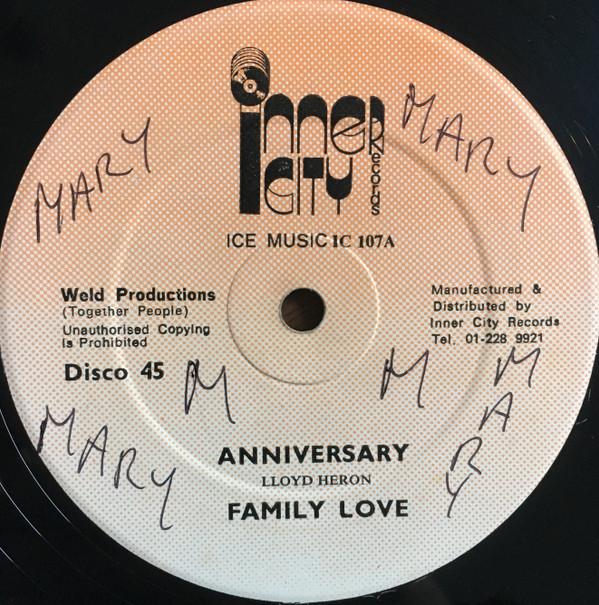 inner
CITY
Records
MARY
MARY
ICE MUSIC IC 107A
Weld Productions
(Together People)
Unauthorised Copying
Is Prohibited
Manufactured &
Distributed by
Inner City Records
Tel. 01-228 9921
Disco 45
M
M
MARY
MARY
ANNIVERSARY
LLOYD HERON
FAMILY LOVE